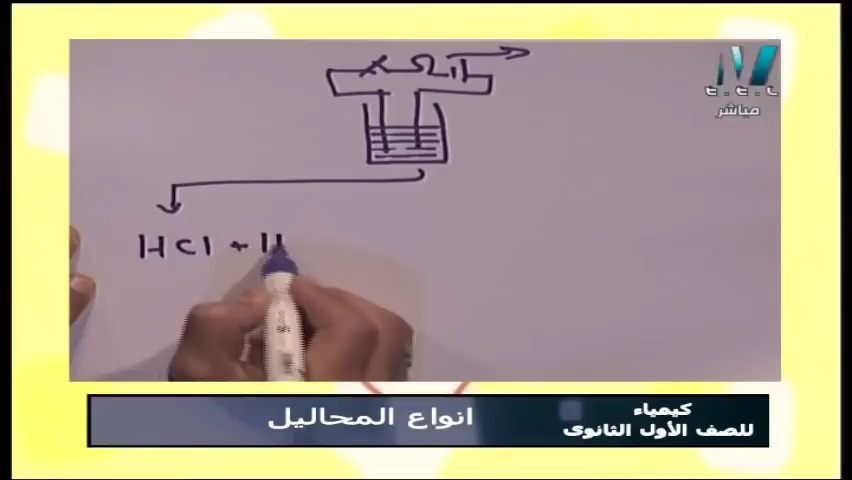 مباشر
HCl + H
انواع المحاليل
كيمياء
للصف الأول الثانوى